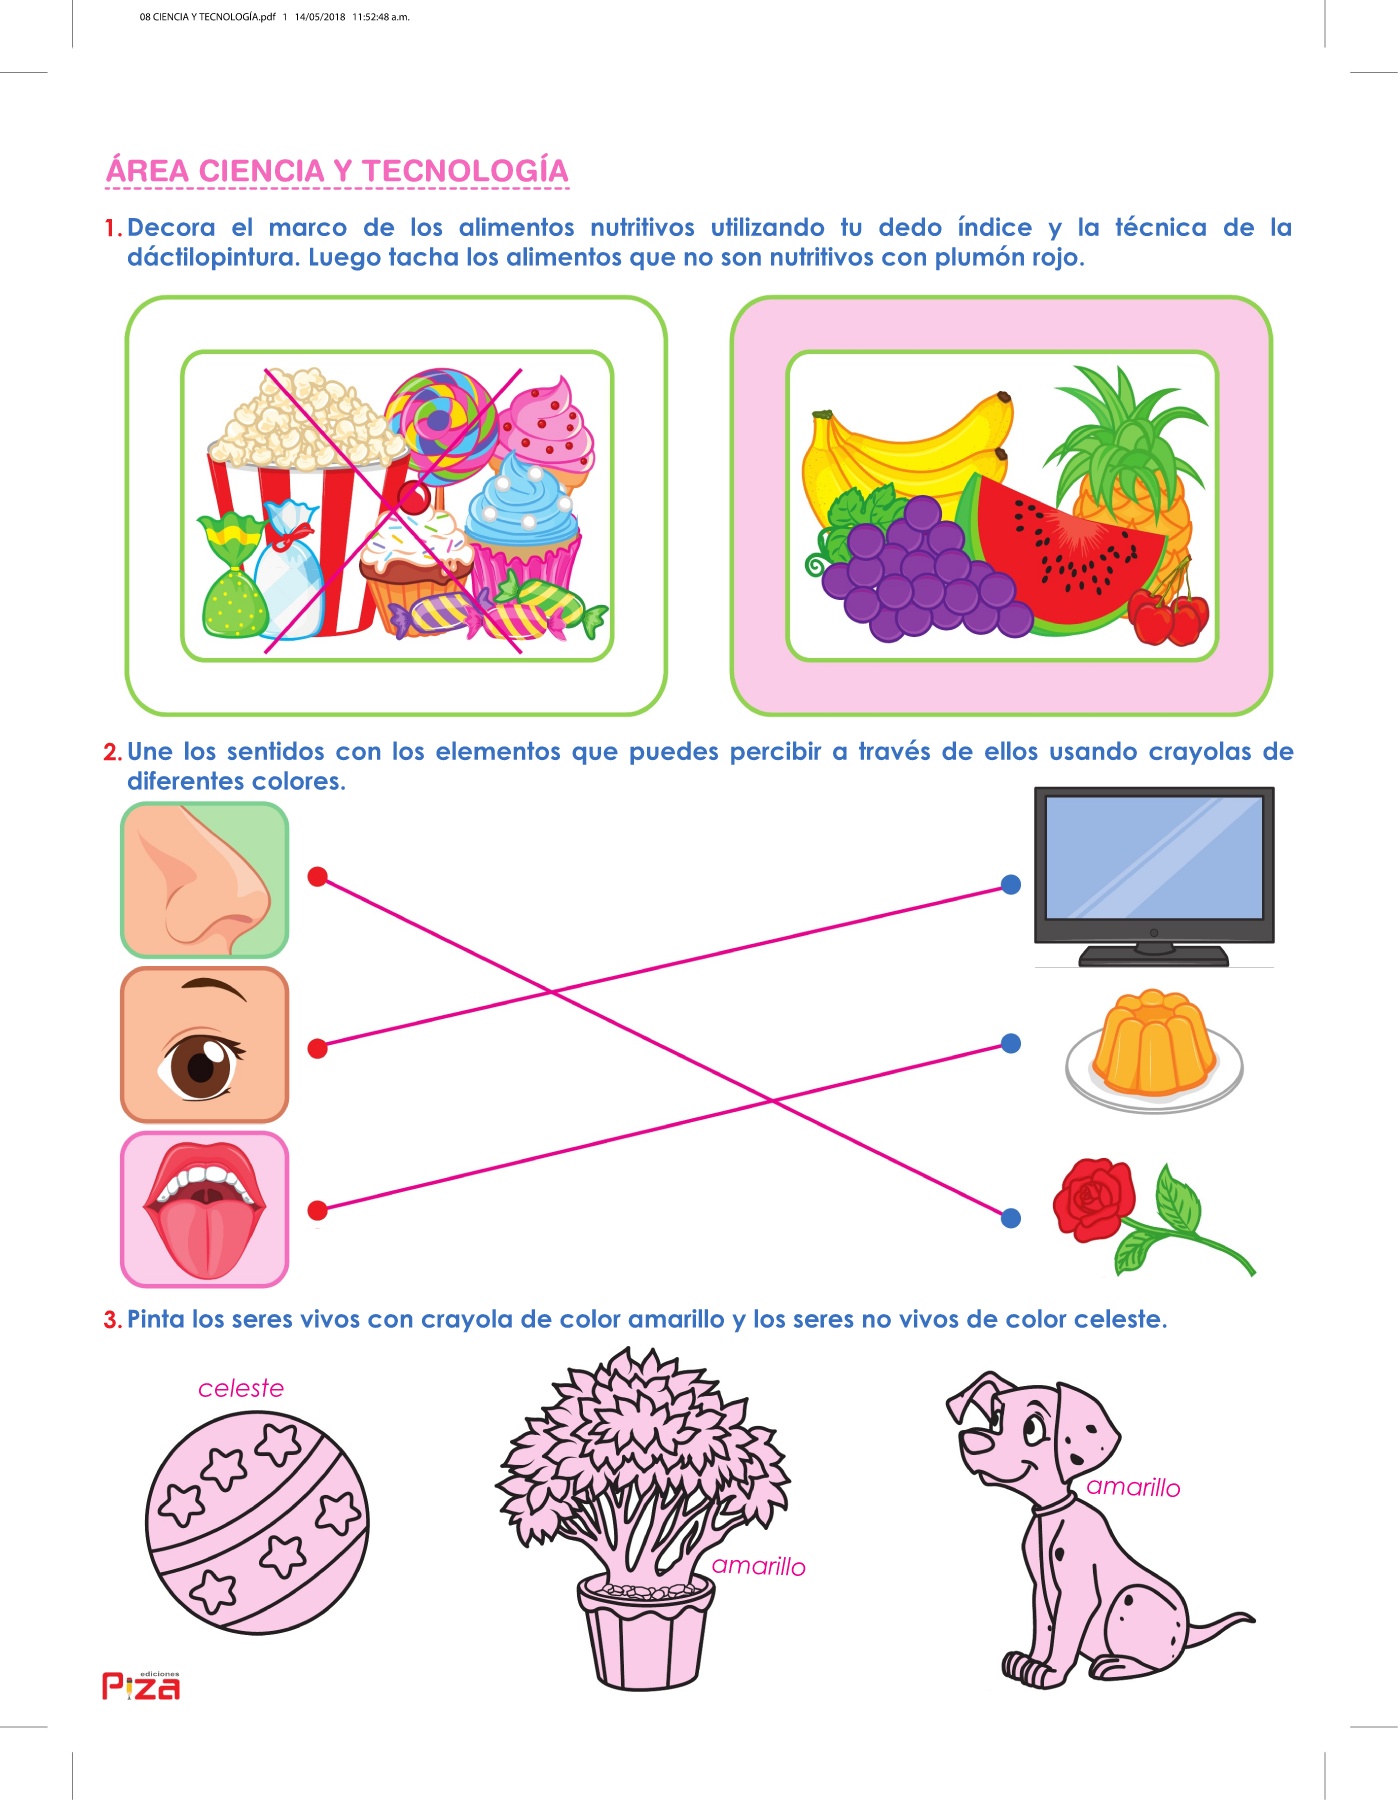 08 CIENCIA Y TECNOLOGÍA.pdf 1 14/05/2018 11:52:48 a.m.
ÁREA CIENCIA Y TECNOLOGÍA
1. Decora el marco de los alimentos nutritivos utilizando tu dedo índice y la técnica de la
dáctilopintura. Luego tacha los alimentos que no son nutritivos con plumón rojo.
2. Une los sentidos con los elementos que puedes percibir a través de ellos usando crayolas de
diferentes colores.
3. Pinta los seres vivos con crayola de color amarillo y los seres no vivos de color celeste.
celeste
amarillo
amarillo
ediciones
Piza